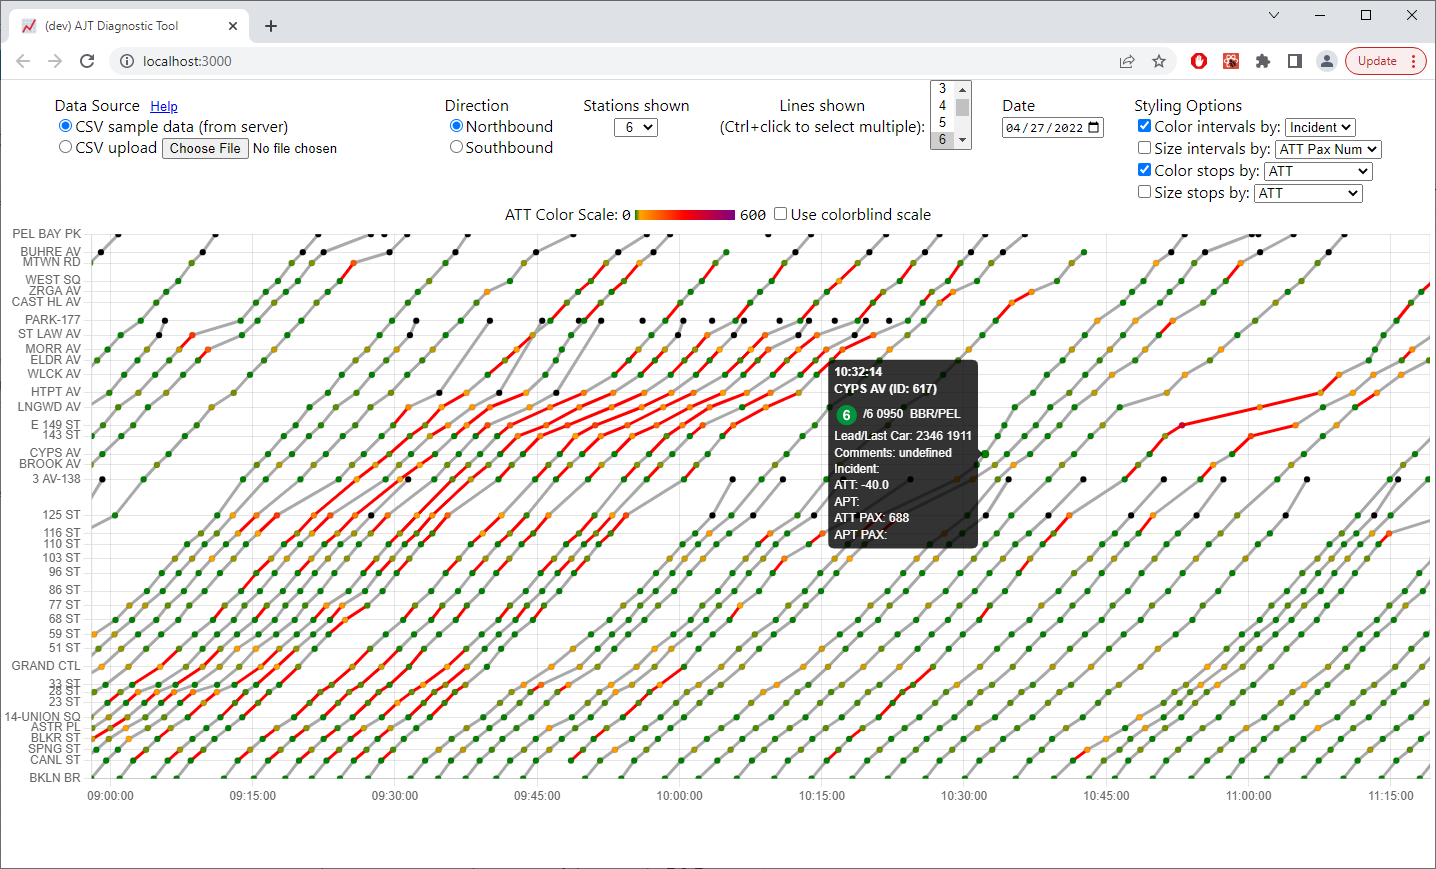 (dev) AJT Diagnostic Tool
localhost:3000
Update
Data Source Help
CSV sample data (from server)
CSV upload Choose File No file chosen
Direction
Northbound
Southbound
Stations shown
6
Lines shown
(Ctrl+click to select multiple):
3
4
5
6
Date
04/27/2022
Styling Options
Color intervals by: Incident
Size intervals by: ATT Pax Num
Color stops by: ATT
Size stops by: ATT
ATT Color Scale: 0 600 Use colorblind scale
PEL BAY PK
BUHRE AV
MTWN RD
WEST SQ
ZRGA AV
CAST HL AV
PARK-177
ST LAW AV
MORR AV
ELDR AV
WLCK AV
HTPT AV
LNGWD AV
E 149 ST
143 ST
CYPS AV
BROOK AV
3 AV-138
125 ST
116 ST
110 ST
103 ST
96 ST
86 ST
77 ST
68 ST
59 ST
51 ST
GRAND CTL
33 ST
28 ST
23 ST
14-UNION SQ
ASTR PL
BLKR ST
SPNG ST
CANL ST
BKLN BR
10:32:14
CYPS AV (ID: 617)
6 /6 0950 BBR/PEL
Lead/Last Car: 2346 1911
Comments: undefined
Incident:
ATT: -40.0
APT:
ATT PAX: 688
APT PAX:
09:00:00 09:15:00 09:30:00 09:45:00 10:00:00 10:15:00 10:30:00 10:45:00 11:00:00 11:15:00